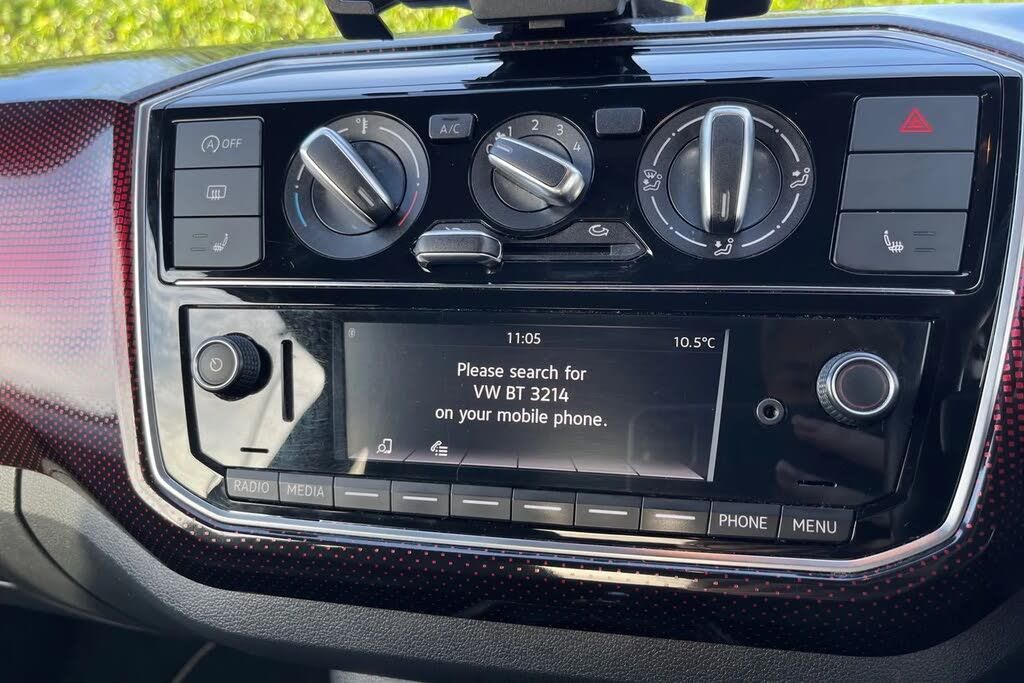 OFF
A/C
1 2 3 4
11:05 10.5°C
Please search for
VW BT 3214
on your mobile phone.
RADIO MEDIA PHONE MENU